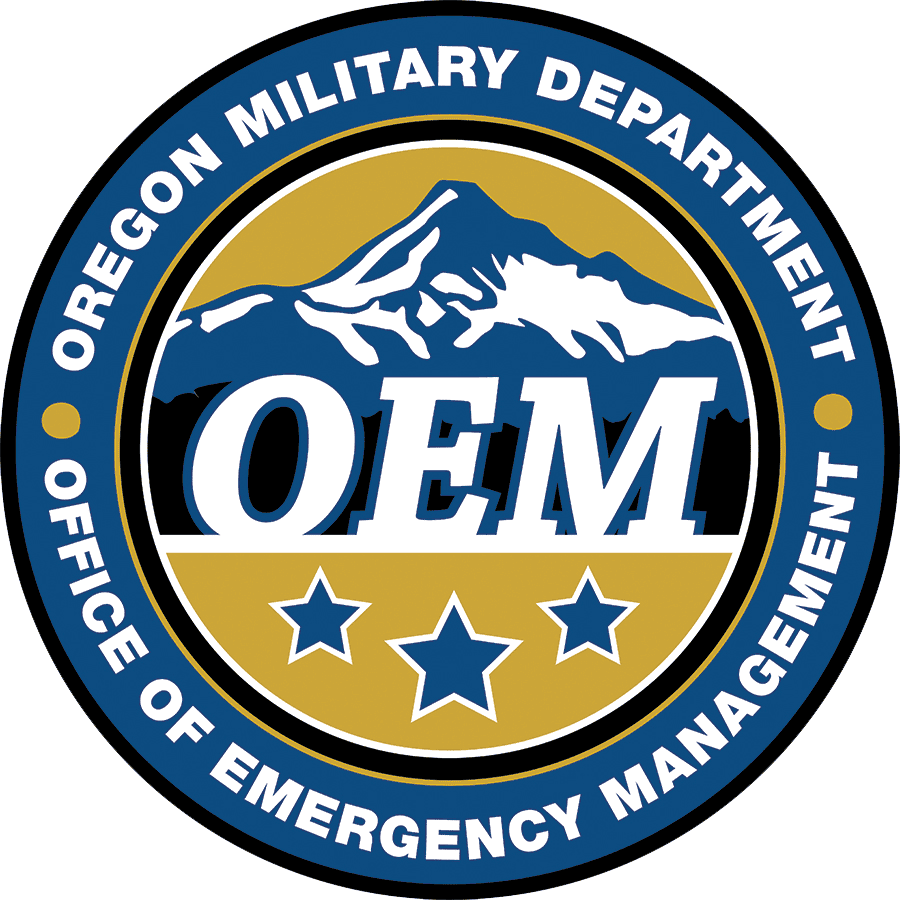 OREGON MILITARY DEPARTMENT
OEM
OFFICE OF EMERGENCY MANAGEMENT